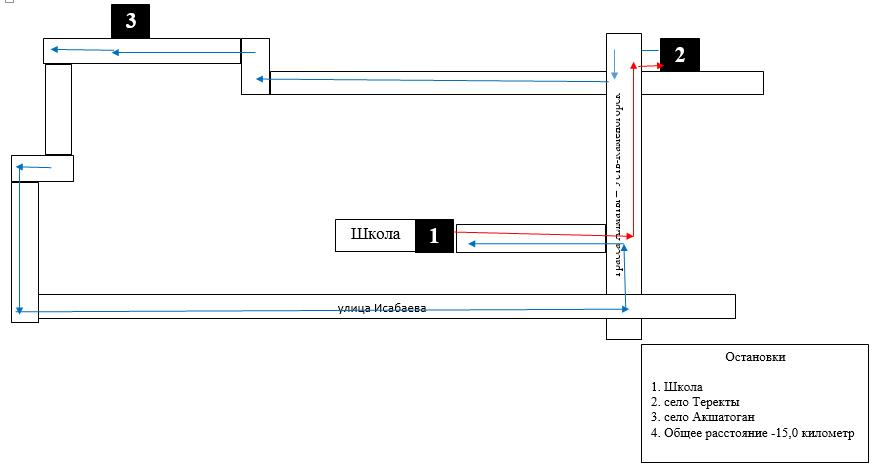 3
2
Школа 1
улица Исабаева
Остановки
1. Школа
2. село Теректы
3. село Акшатоган
4. Общее расстояние -15,0 километр